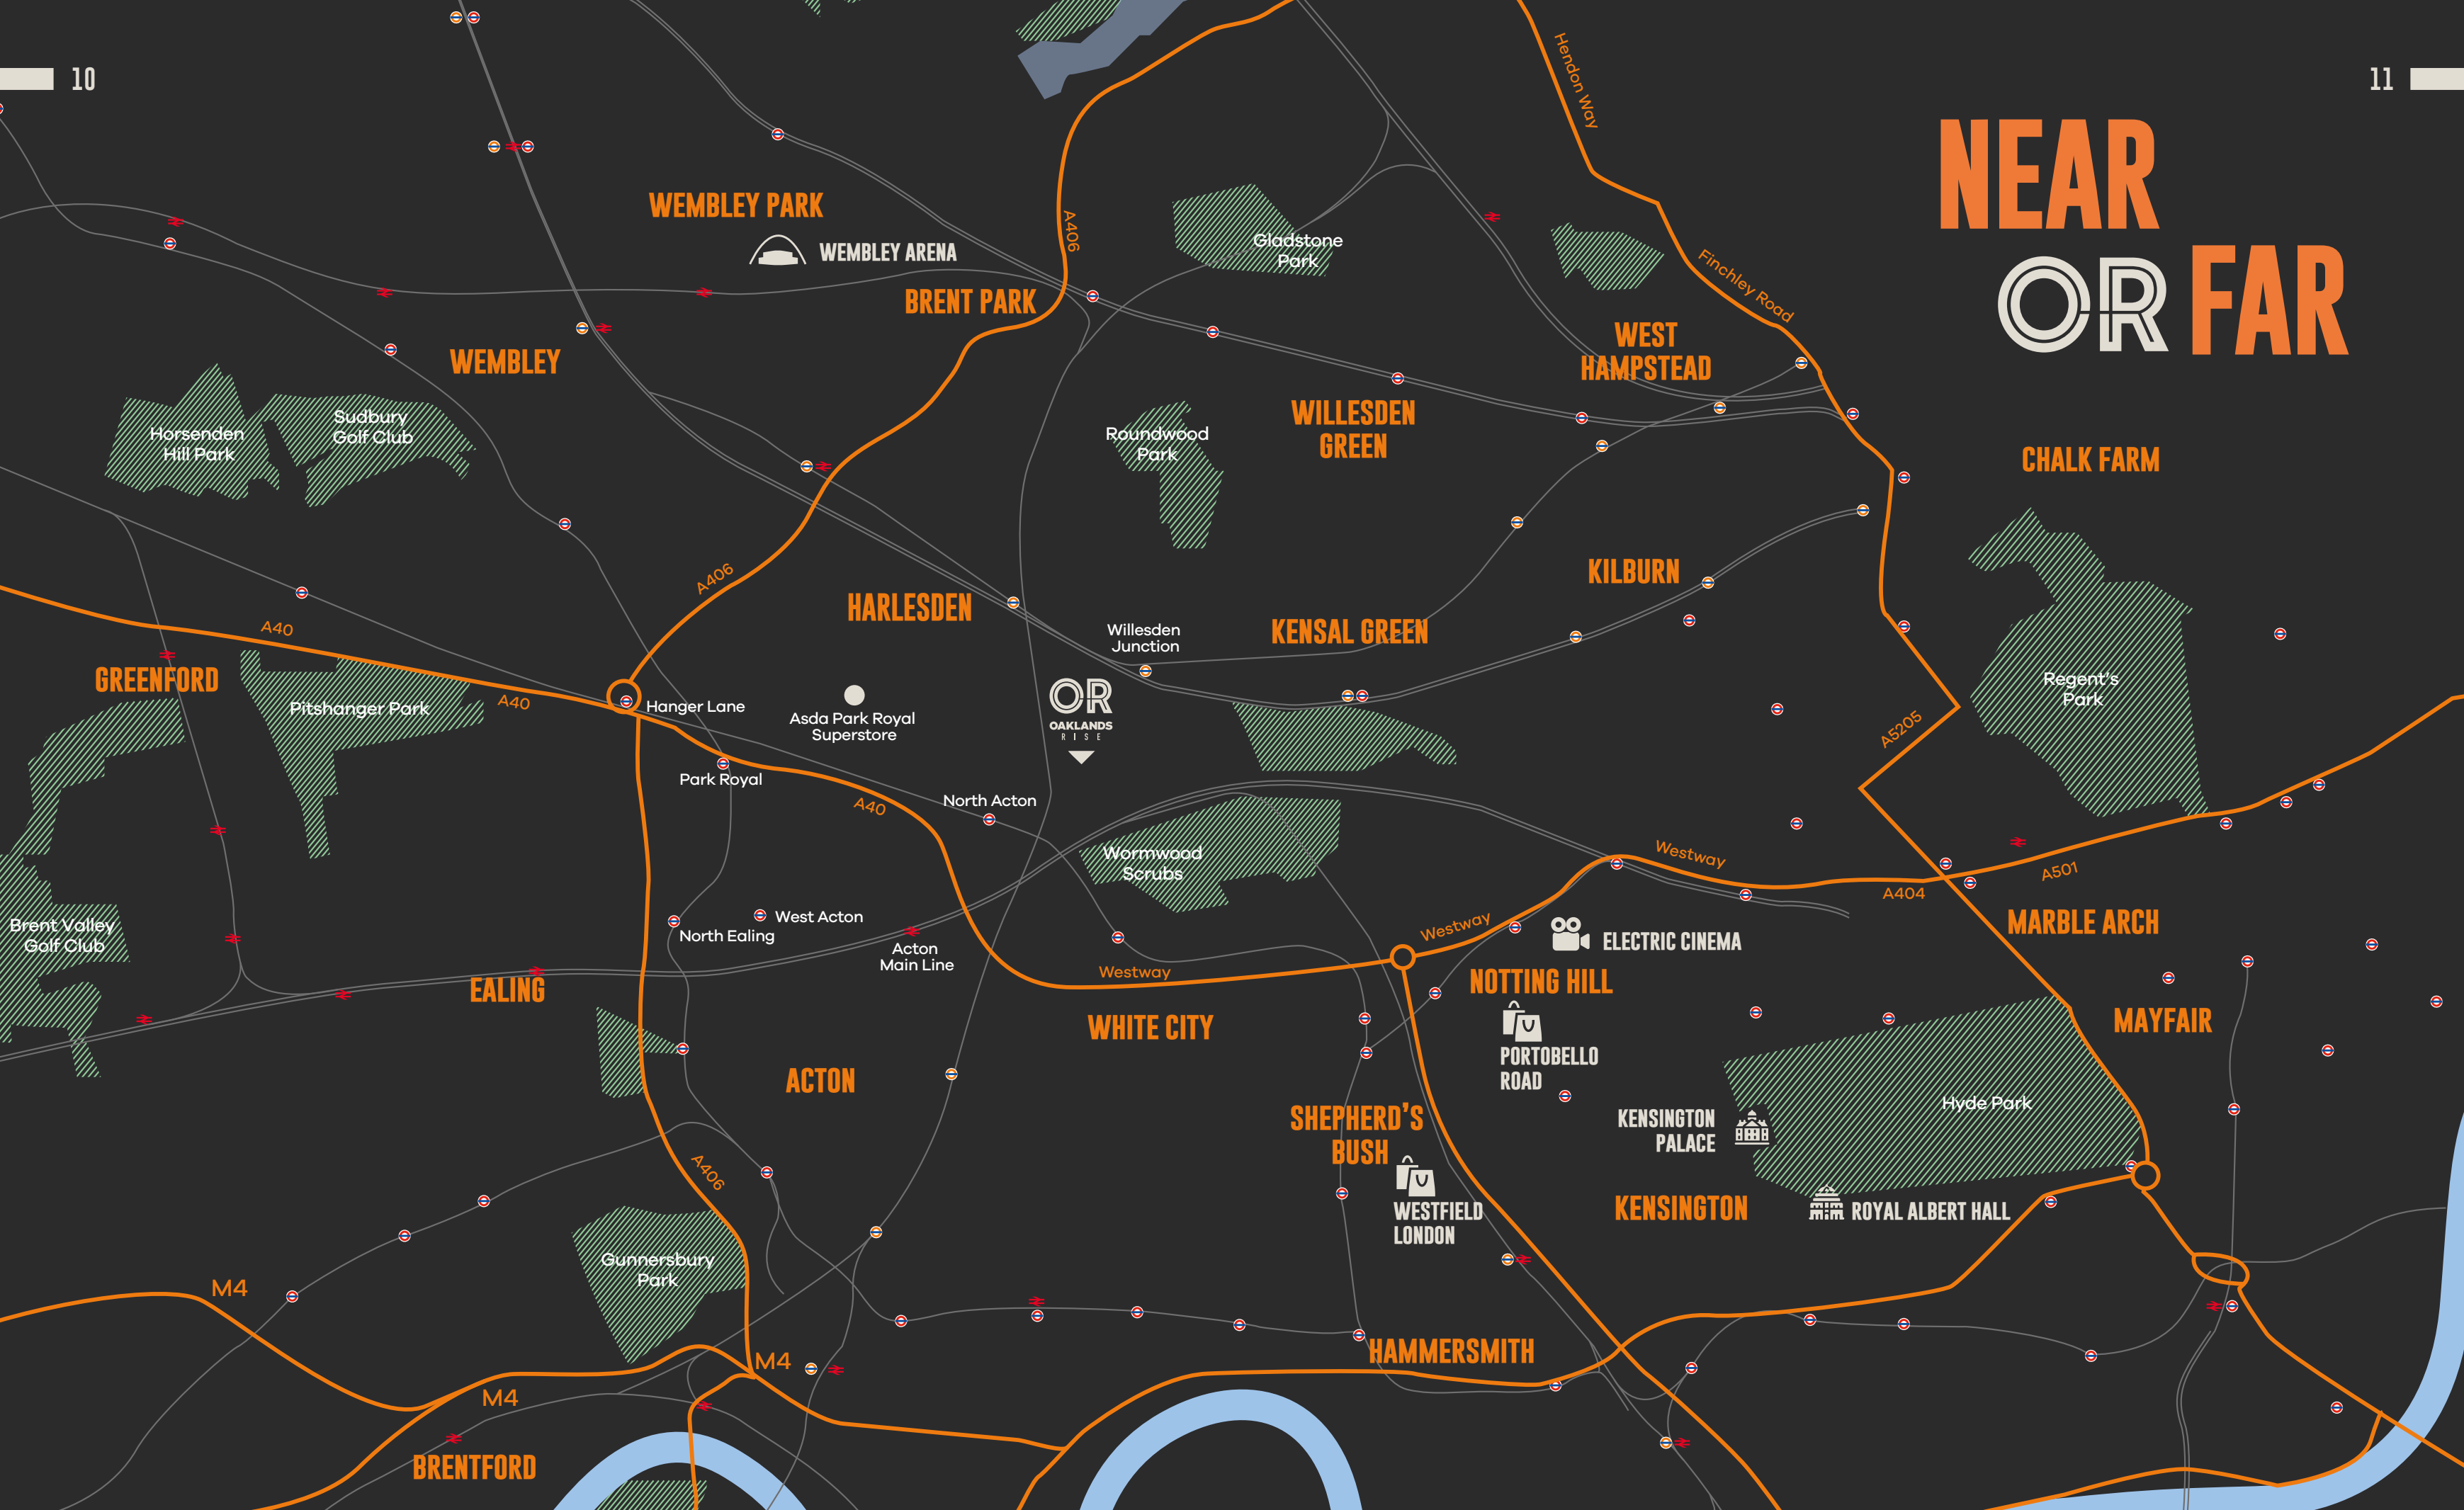 10
11
NEAR
OR FAR
Hendon Way
WEMBLEY PARK
WEMBLEY ARENA
A406
Gladstone
Park
Finchley Road
BRENT PARK
WEST
HAMPSTEAD
WEMBLEY
Sudbury
Golf Club
Horsenden
Hill Park
Roundwood
Park
WILLESDEN
GREEN
CHALK FARM
A406
KILBURN
HARLESDEN
KENSAL GREEN
Willesden
Junction
A40
GREENFORD
Pitshanger Park
A40
Hanger Lane
Asda Park Royal
Superstore
OR
OAKLANDS
RISE
Regent's
Park
A5205
Park Royal
A40
North Acton
Wormwood
Scrubs
Westway
A404
A501
Brent Valley
Golf Club
West Acton
North Ealing
Acton
Main Line
Westway
Westway
ELECTRIC CINEMA
MARBLE ARCH
EALING
NOTTING HILL
WHITE CITY
PORTOBELLO
ROAD
MAYFAIR
ACTON
Hyde Park
SHEPHERD'S
BUSH
KENSINGTON
PALACE
A406
WESTFIELD
LONDON
KENSINGTON
ROYAL ALBERT HALL
Gunnersbury
Park
M4
M4
M4
HAMMERSMITH
BRENTFORD